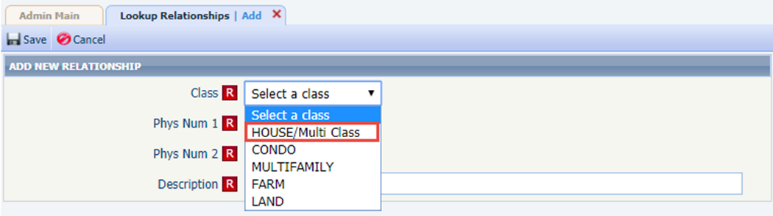 Admin Main
Lookup Relationships | Add
Save Cancel
ADD NEW RELATIONSHIP
Class R Select a class
Select a class
Phys Num 1 R HOUSE/Multi Class
Phys Num 2 R CONDO
MULTIFAMILY
Description R FARM
LAND